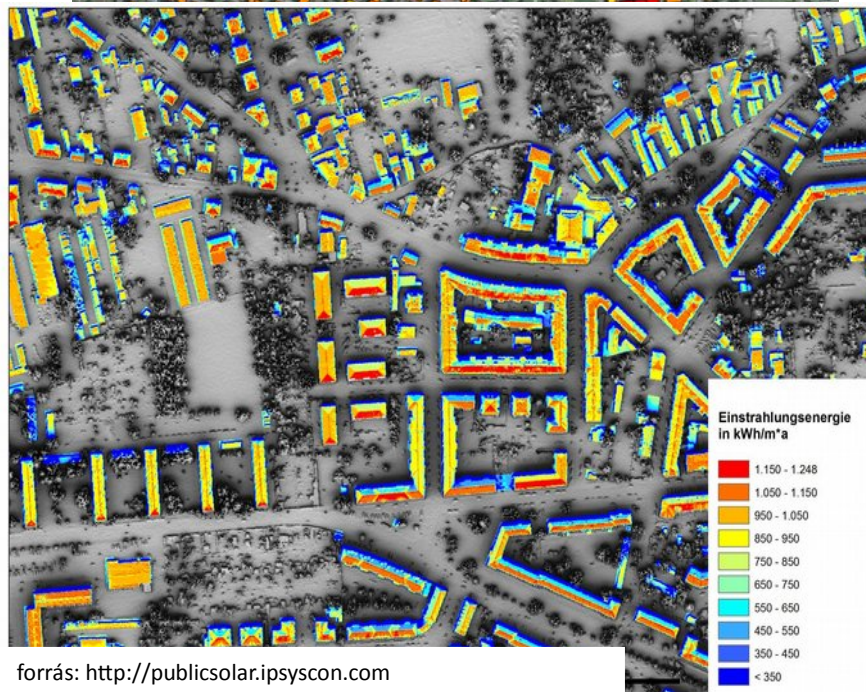 Einstrahlungsenergie
in kWh/m*a
1.150 - 1.248
1.050 - 1.150
950 - 1.050
850 - 950
750 - 850
650 - 750
550 - 650
450 - 550
350 - 450
< 350
forrás: http://publicsolar.ipsyscon.com